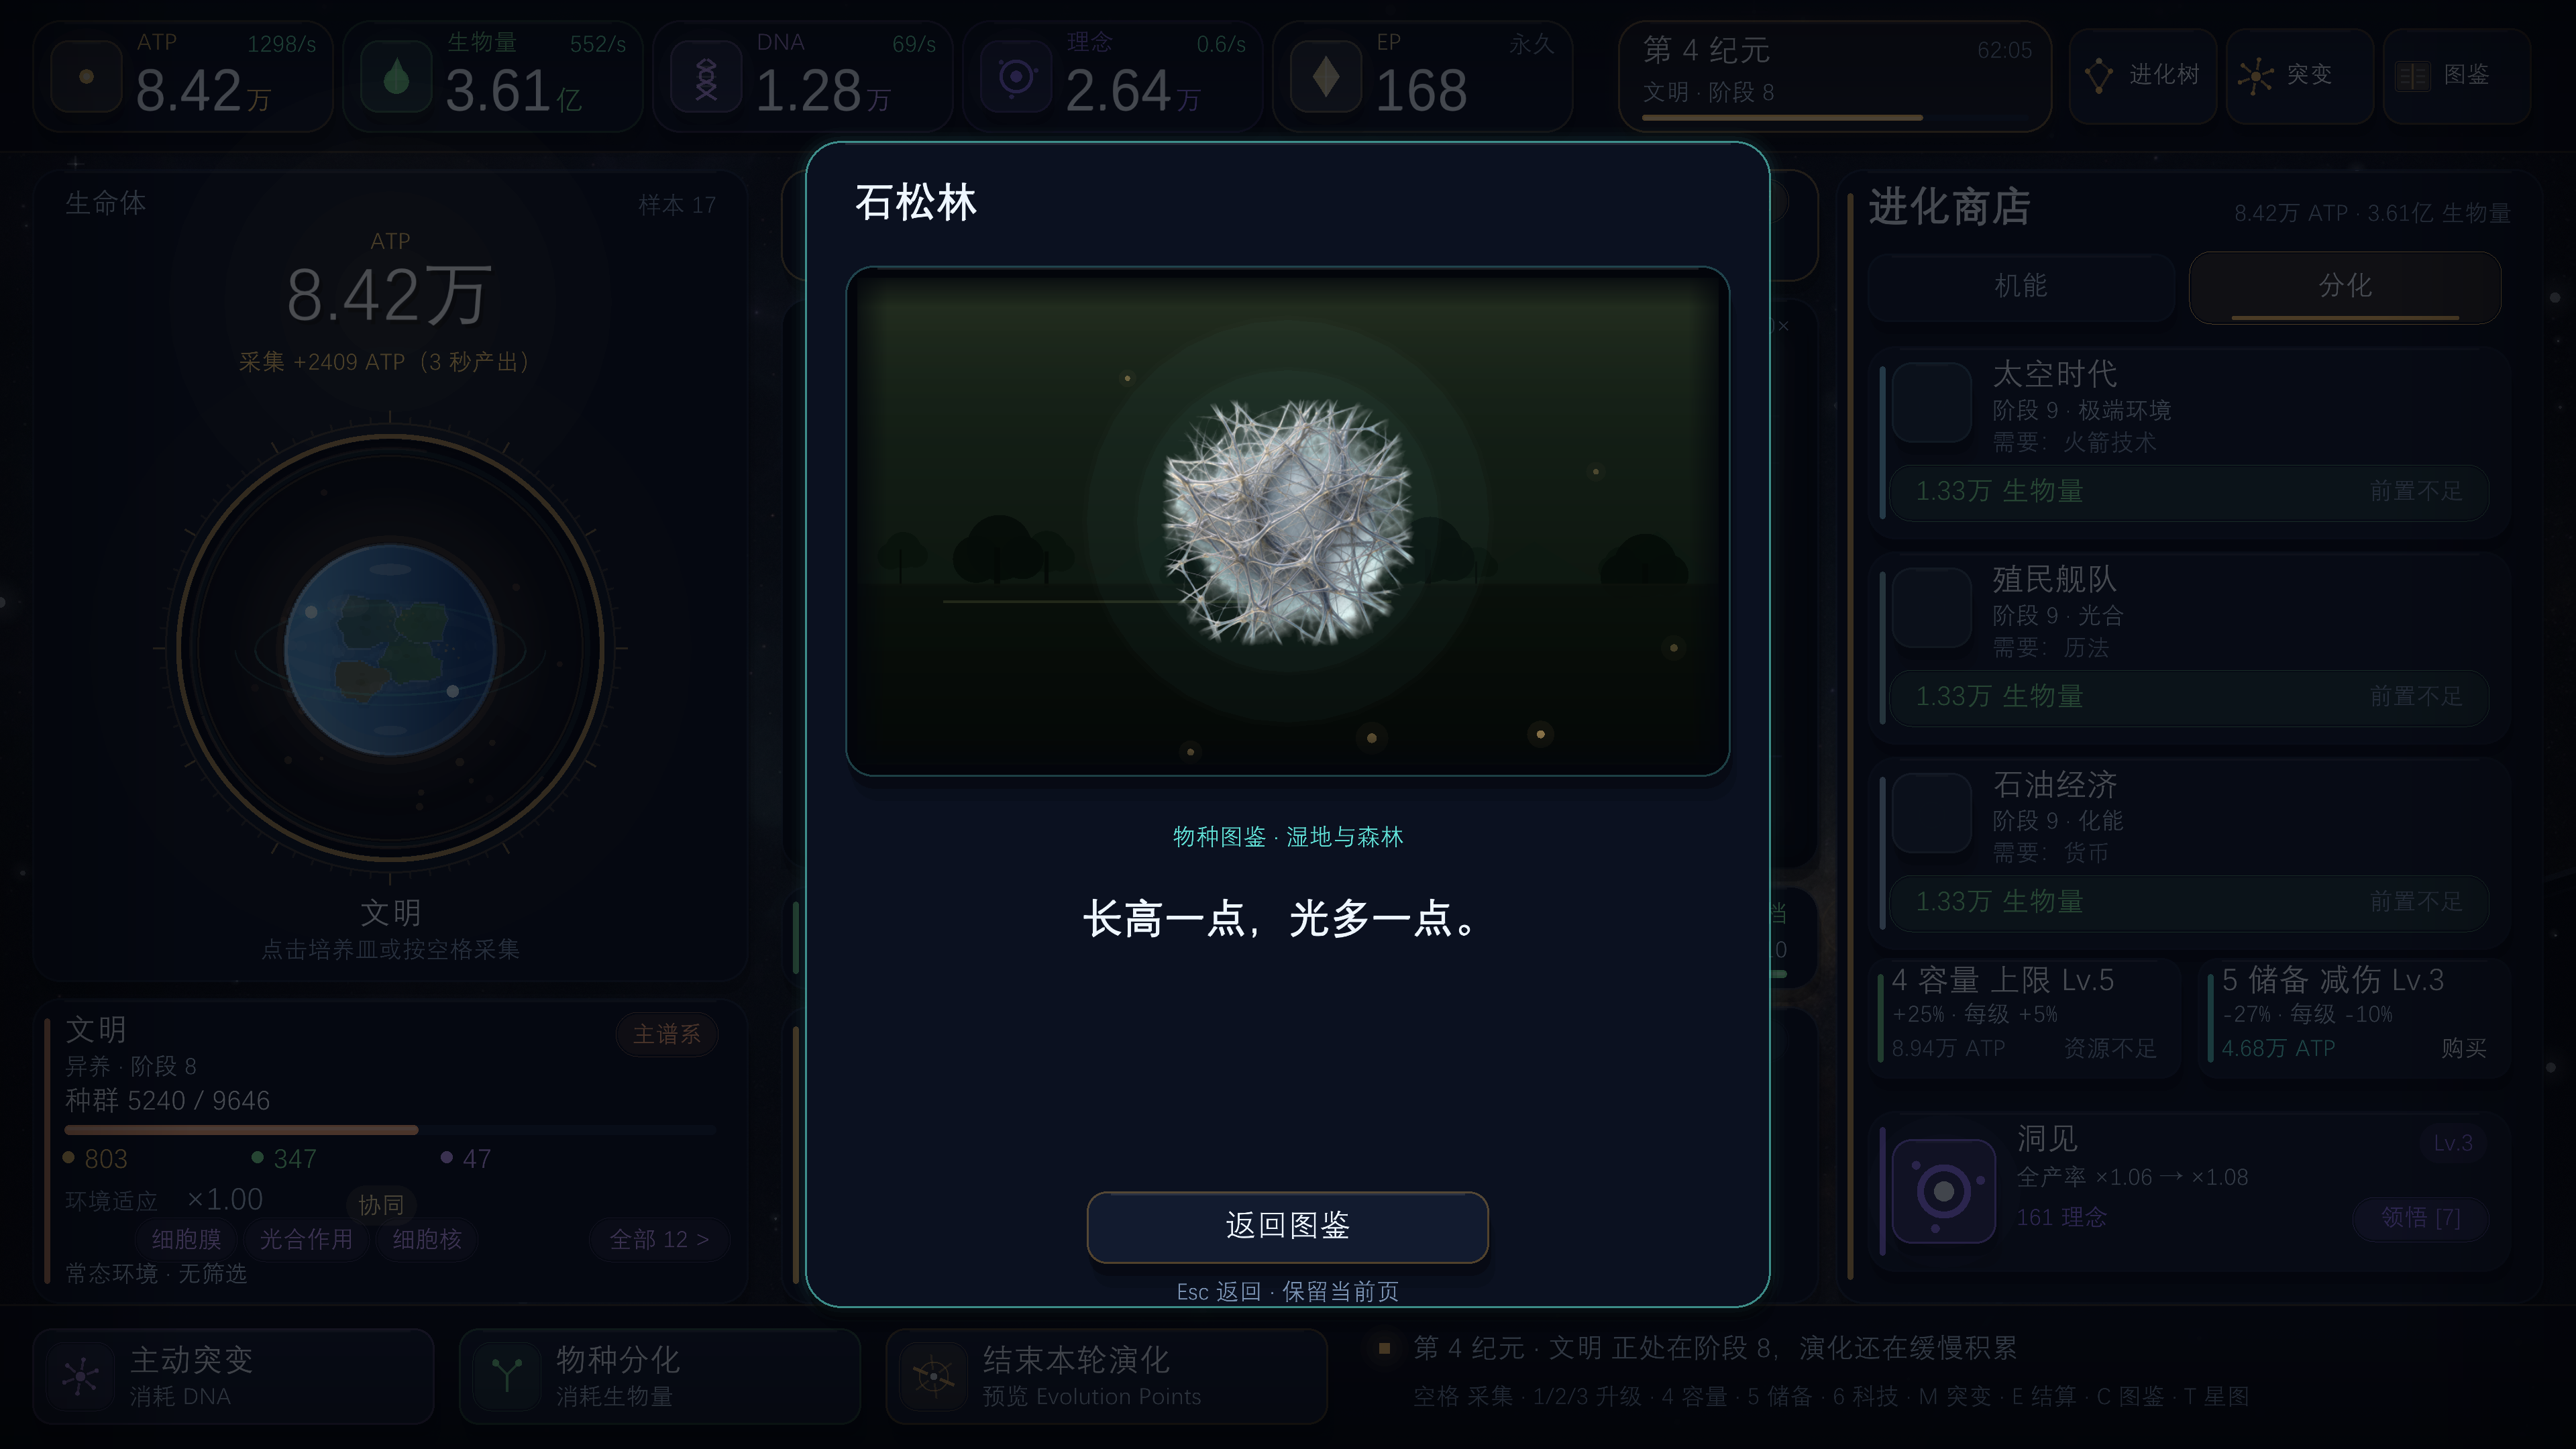 ATP 1298/s
8.42万
生物量 552/s
3.61亿
DNA 69/s
1.28万
理念 0.6/s
2.64万
EP 永久
168
第 4 纪元 62:05
文明 · 阶段 8
进化树
突变
图鉴
生命体 样本 17
ATP
8.42万
采集 +2409 ATP（3 秒产出）
文明
点击培养皿或按空格采集
文明 主谱系
异养 · 阶段 8
种群 5240 / 9646
803 347 47
环境适应 ×1.00 协同
细胞膜 光合作用 细胞核 全部 12 >
常态环境 · 无筛选
石松林
物种图鉴 · 湿地与森林
长高一点，光多一点。
返回图鉴
Esc 返回 · 保留当前页
进化商店 8.42万 ATP · 3.61亿 生物量
机能 分化
太空时代
阶段 9 · 极端环境
需要：火箭技术
1.33万 生物量 前置不足
殖民舰队
阶段 9 · 光合
需要：历法
1.33万 生物量 前置不足
石油经济
阶段 9 · 化能
需要：货币
1.33万 生物量 前置不足
4 容量 上限 Lv.5
+25% · 每级 +5%
8.94万 ATP 资源不足
5 储备 减伤 Lv.3
-27% · 每级 -10%
4.68万 ATP 购买
洞见 Lv.3
全产率 ×1.06 → ×1.08
161 理念 领悟 [7]
主动突变
消耗 DNA
物种分化
消耗生物量
结束本轮演化
预览 Evolution Points
第 4 纪元 · 文明 正处在阶段 8，演化还在缓慢积累
空格 采集 · 1/2/3 升级 · 4 容量 · 5 储备 · 6 科技 · M 突变 · E 结算 · C 图鉴 · T 星图